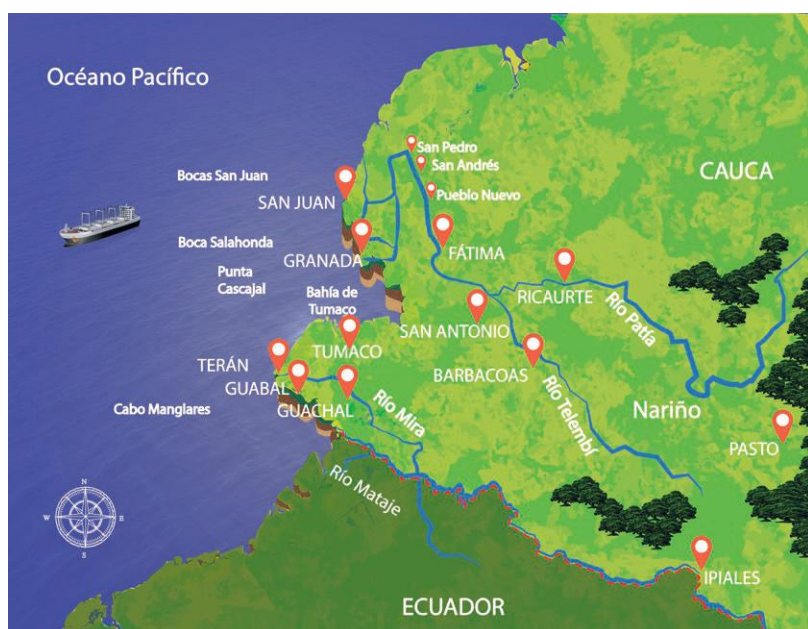 Océano Pacífico
San Pedro
San Andrés
CAUCA
Bocas San Juan
Pueblo Nuevo
SAN JUAN
Boca Salahonda
FÁTIMA
GRANADA
Punta
Cascajal
Bahía de
Tumaco
RICAURTE
SAN ANTONIO
Río Patía
TUMACO
TERÁN
BARBACOAS
GUABAL
GUACHAL
Cabo Manglares
Río Mira
Río Telembí
Nariño
PASTO
Río Mataje
N
W
B
S
IPIALES
ECUADOR